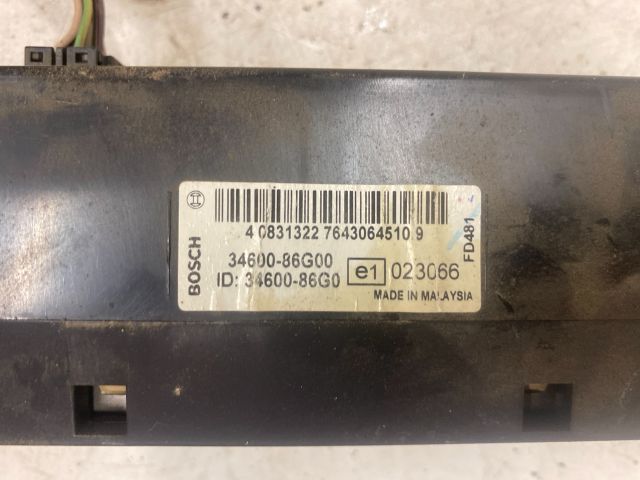 4 0831322 7643064510 9
BOSCH
34600-86G00
ID: 34600-86G0
e1 023066
MADE IN MALAYSIA
FD481